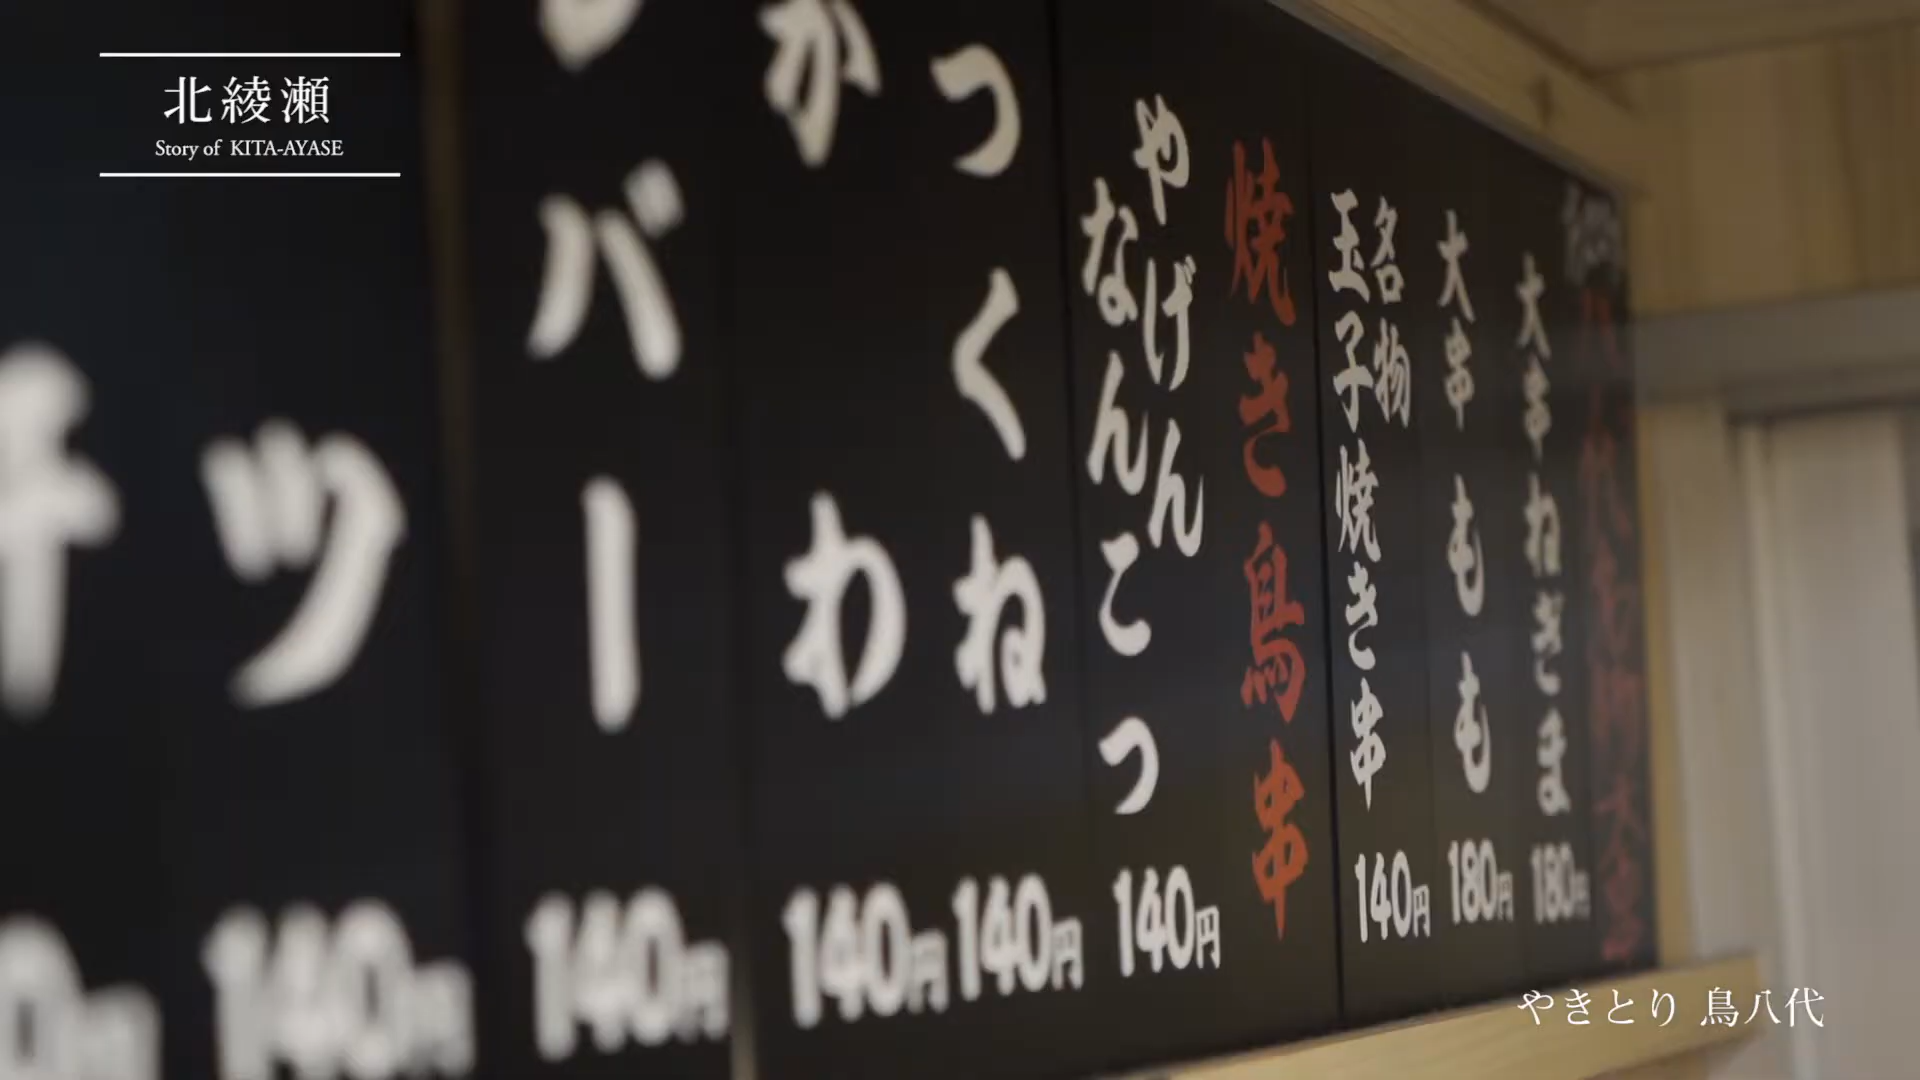 北綾瀬
Story of KITA-AYASE
大串ねぎま 180円
大串もも 180円
名物
玉子焼き串 140円
焼き鳥串
やげん
なんこつ 140円
つくね 140円
かわ 140円
バー 140円
ツ 140円
やきとり 鳥八代